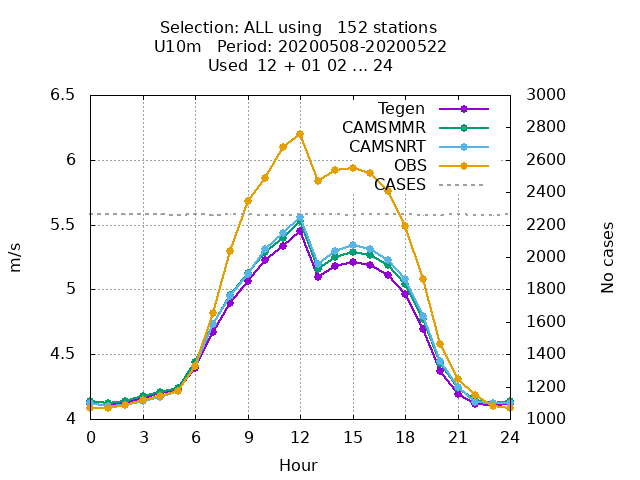 Selection: ALL using   152 stations
U10m   Period: 20200508-20200522
Used  12 + 01 02 ... 24
6.5
6
5.5
5
4.5
4
m/s
Tegen
CAMSMMR
CAMSNRT
OBS
CASES
3000
2800
2600
2400
2200
2000
1800
1600
1400
1200
1000
No cases
0 3 6 9 12 15 18 21 24
Hour